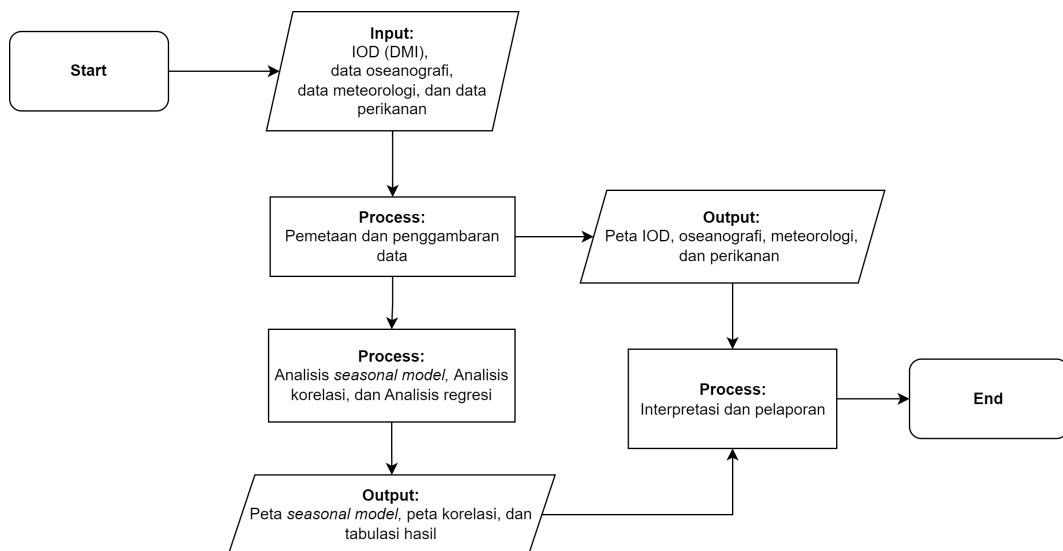 Start
Input:
IOD (DMI),
data oseanografi,
data meteorologi, dan data
perikanan
Process:
Pemetaan dan penggambaran
data
Output:
Peta IOD, oseanografi, meteorologi,
dan perikanan
Process:
Analisis seasonal model, Analisis
korelasi, dan Analisis regresi
Process:
Interpretasi dan pelaporan
End
Output:
Peta seasonal model, peta korelasi, dan
tabulasi hasil